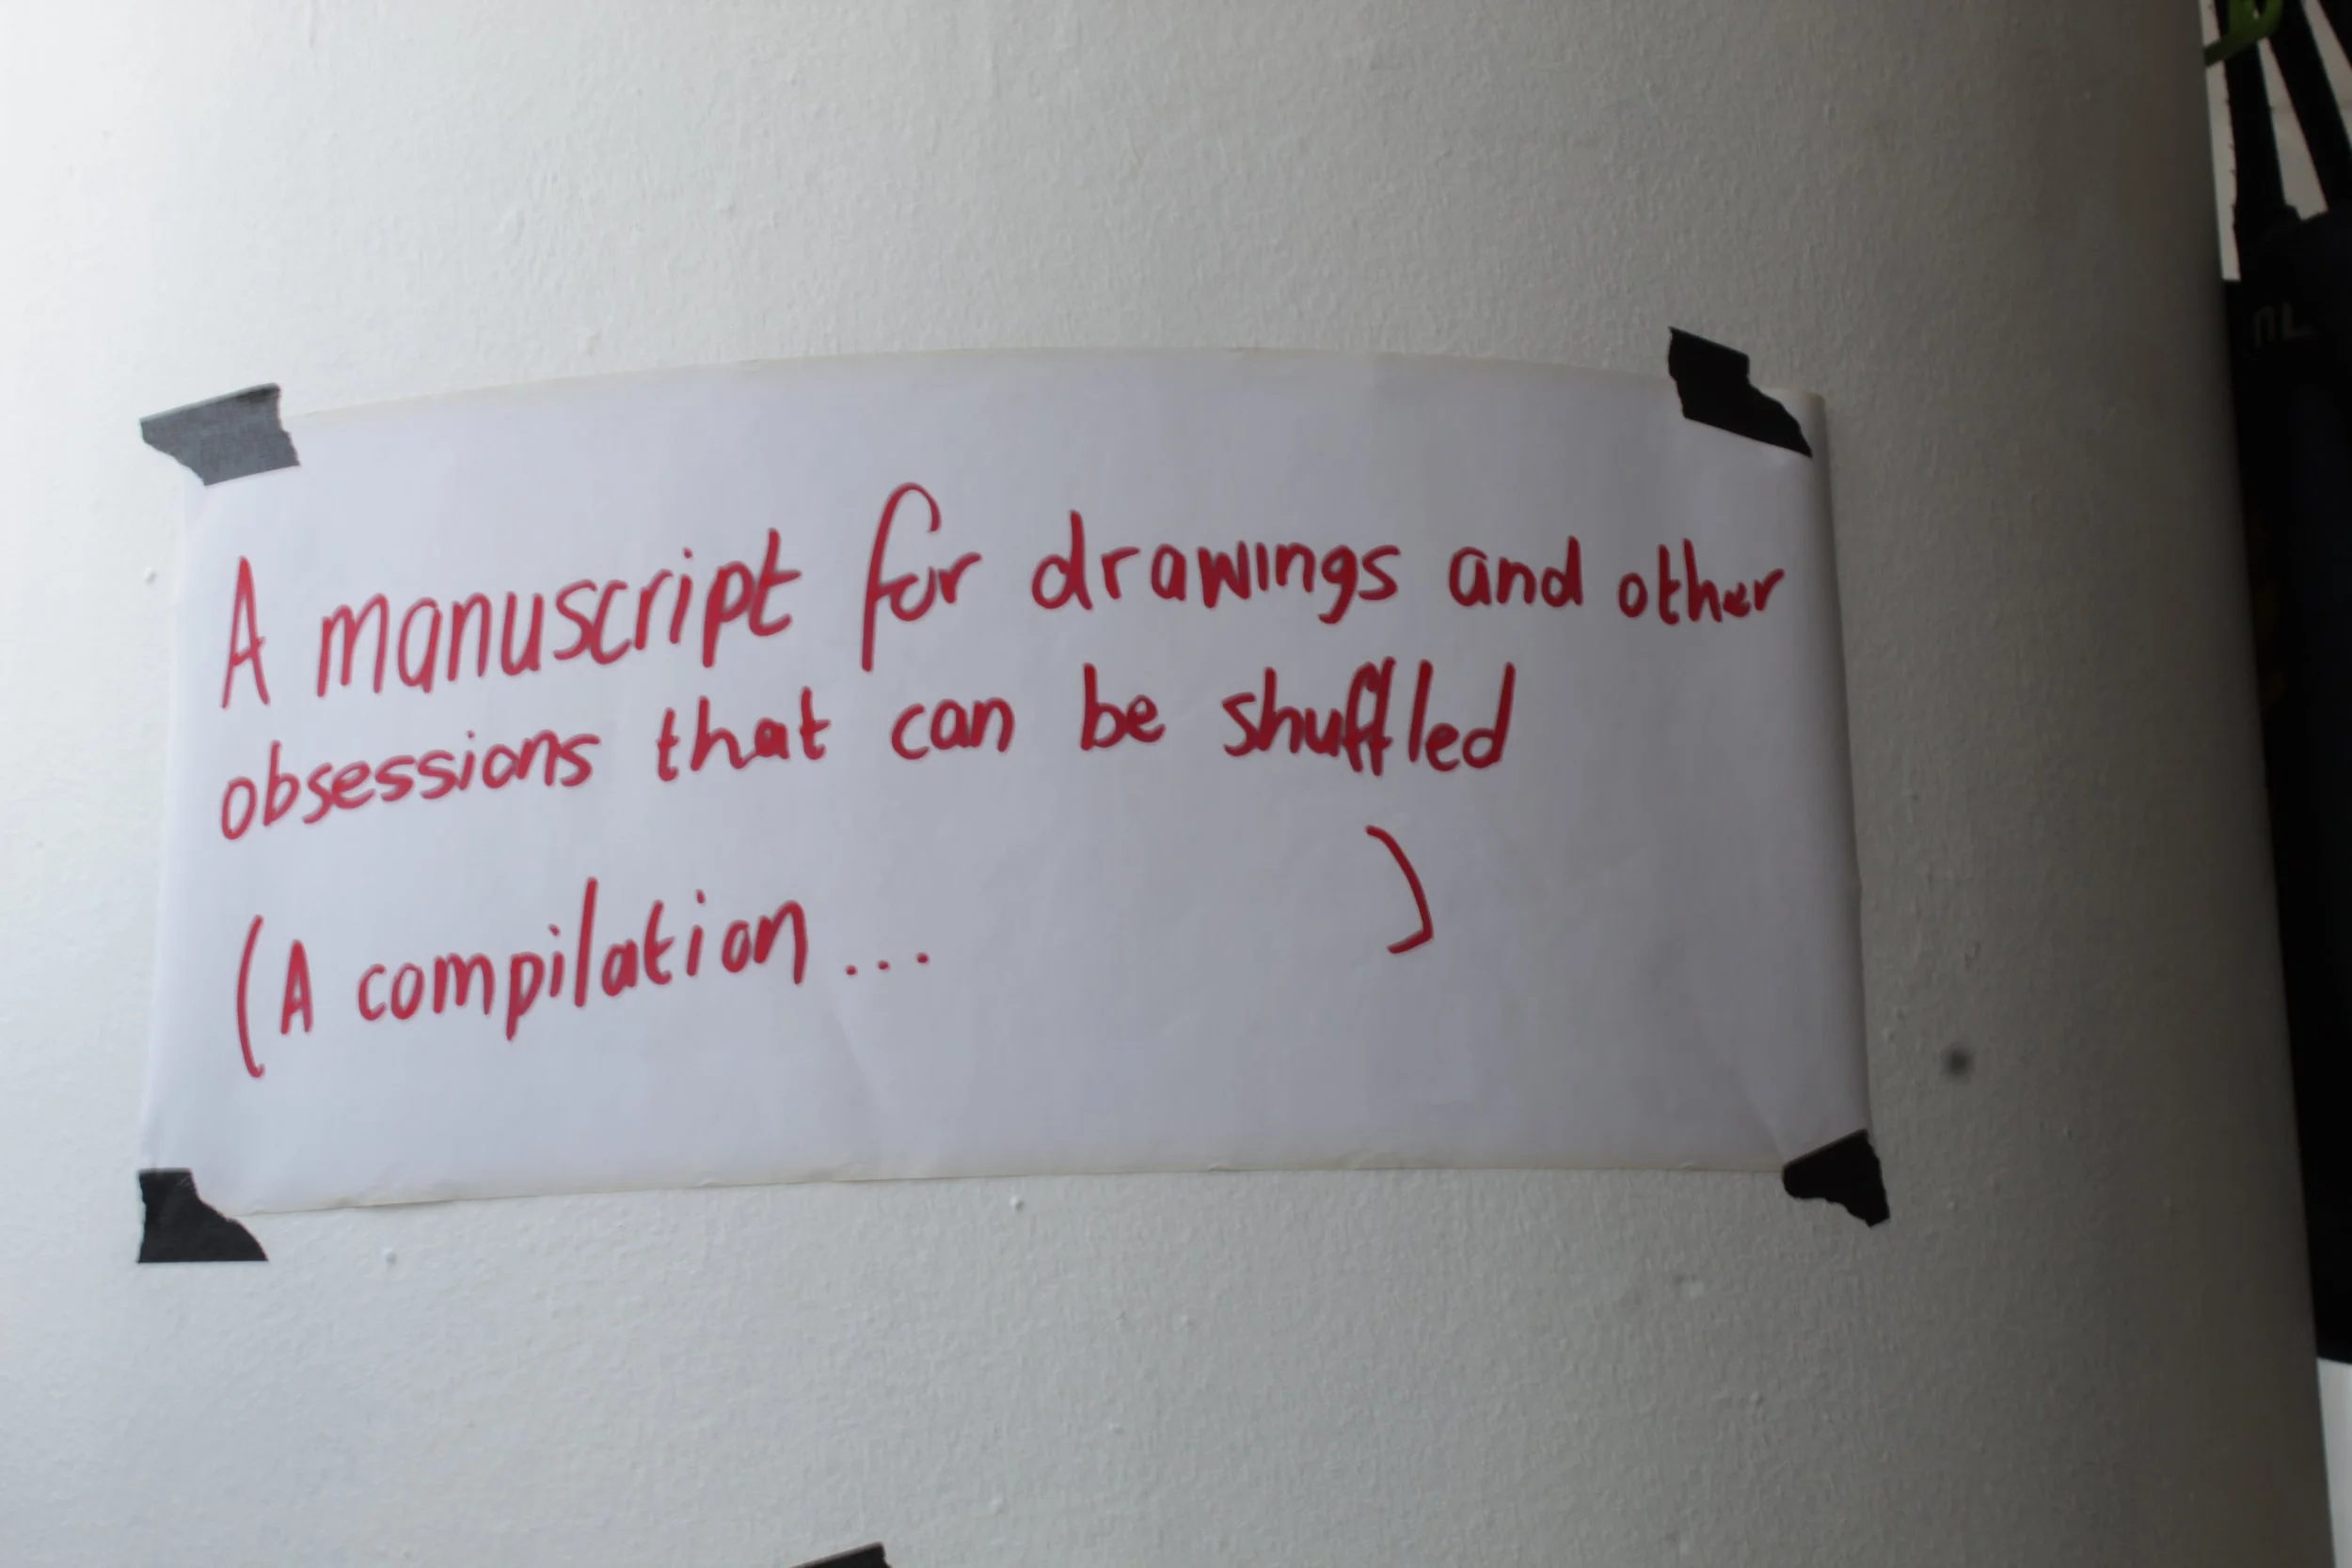 A manuscript for drawings and other
obsessions that can be shuffled
(A compilation... )